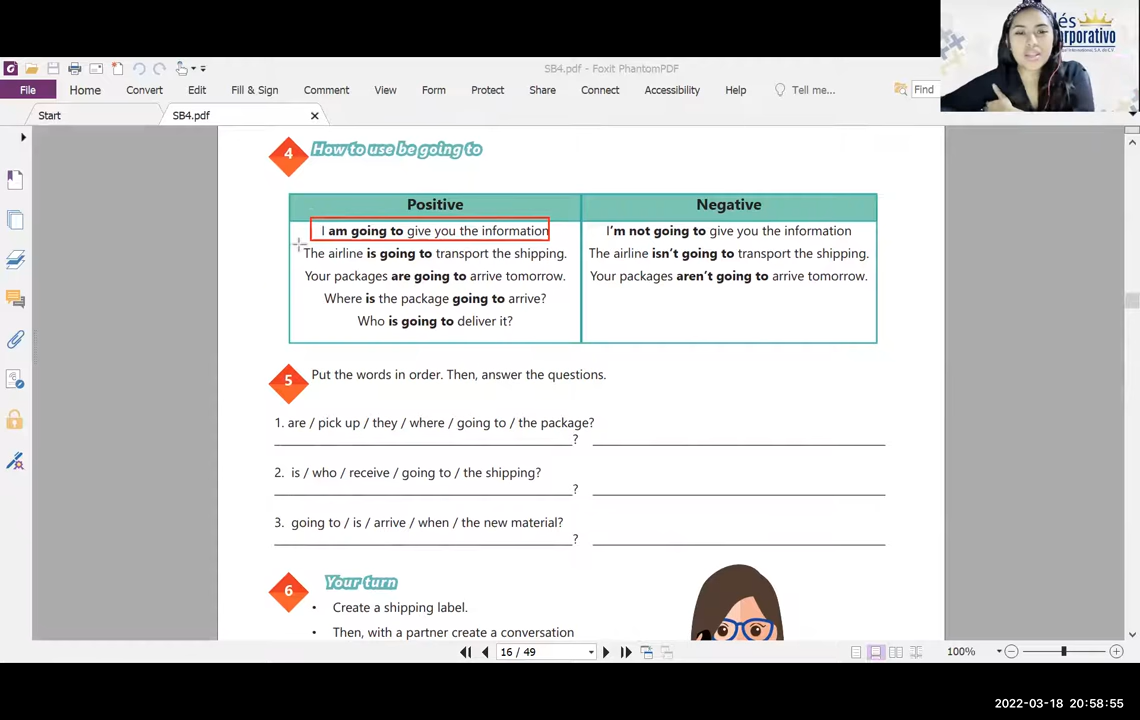 és
orporativo
SB4.pdf - Foxit PhantomPDF
File Home Convert Edit Fill & Sign Comment View Form Protect Share Connect Accessibility Help Tell me... Find
Start SB4.pdf
4 How to use be going to
Positive Negative
I am going to give you the information I'm not going to give you the information
The airline is going to transport the shipping. The airline isn't going to transport the shipping.
Your packages are going to arrive tomorrow. Your packages aren't going to arrive tomorrow.
Where is the package going to arrive?
Who is going to deliver it?
5 Put the words in order. Then, answer the questions.
1. are / pick up / they / where / going to / the package?
?
2. is / who / receive / going to / the shipping?
?
3. going to / is / arrive / when / the new material?
?
6 Your turn
• Create a shipping label.
• Then, with a partner create a conversation
16 / 49 100%
2022-03-18 20:58:55